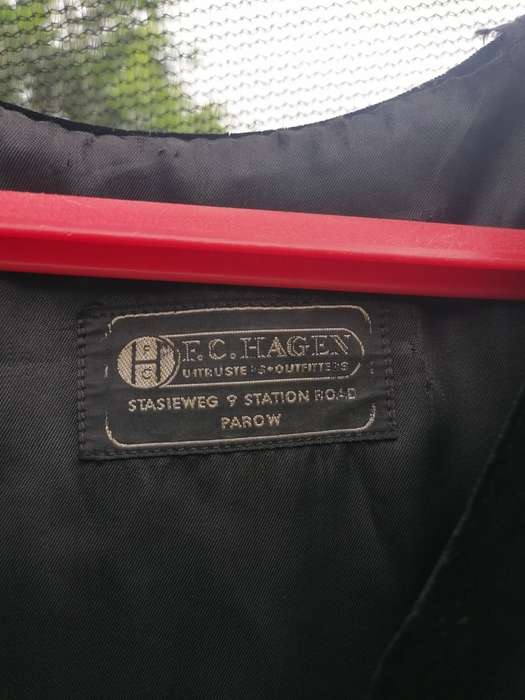 F
H
C
F.C. HAGEN
UITRUSTERS•OUTFITTERS
STASIEWEG 9 STATION ROAD
PAROW